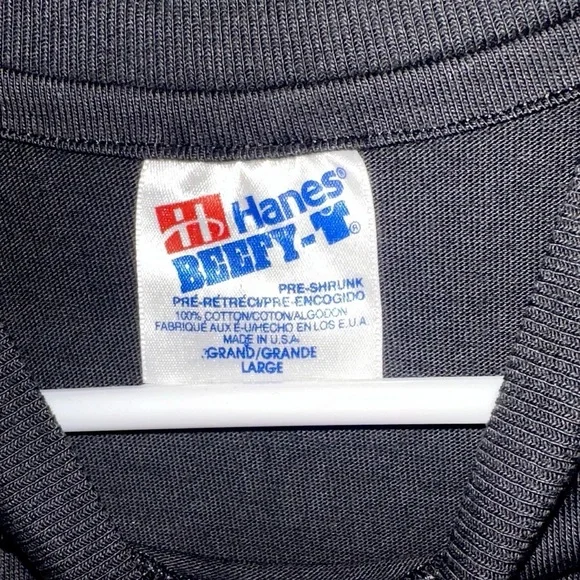 Hanes®
BEEFY-T®
PRE-SHRUNK
PRE-RÉTRÉCI/PRE-ENCOGIDO
100% COTTON/COTON/ALGODON
FABRIQUÉ AUX É-U/HECHO EN LOS E.U.A.
MADE IN U.S.A.
GRAND/GRANDE
LARGE